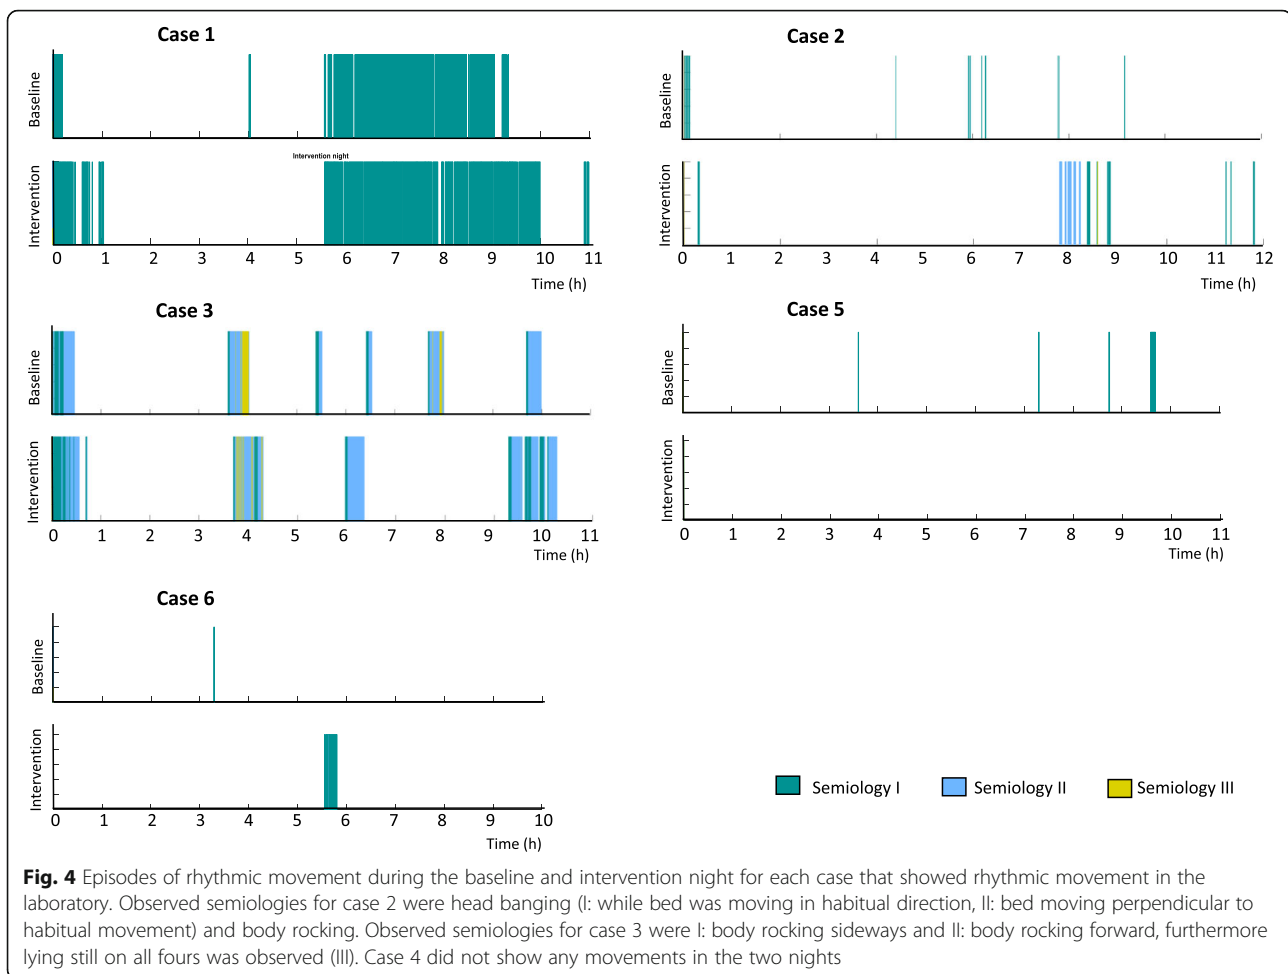 Case 1
Baseline
Intervention night
Intervention
0 1 2 3 4 5 6 7 8 9 10 11
Time (h)
Case 2
Baseline
Intervention
0 1 2 3 4 5 6 7 8 9 10 11 12
Time (h)
Case 3
Baseline
Intervention
0 1 2 3 4 5 6 7 8 9 10 11
Time (h)
Case 5
Baseline
Intervention
0 1 2 3 4 5 6 7 8 9 10 11
Time (h)
Case 6
Baseline
Intervention
0 1 2 3 4 5 6 7 8 9 10
Time (h)
Semiology I Semiology II Semiology III
Fig. 4 Episodes of rhythmic movement during the baseline and intervention night for each case that showed rhythmic movement in the
laboratory. Observed semiologies for case 2 were head banging (I: while bed was moving in habitual direction, II: bed moving perpendicular to
habitual movement) and body rocking. Observed semiologies for case 3 were I: body rocking sideways and II: body rocking forward, furthermore
lying still on all fours was observed (III). Case 4 did not show any movements in the two nights